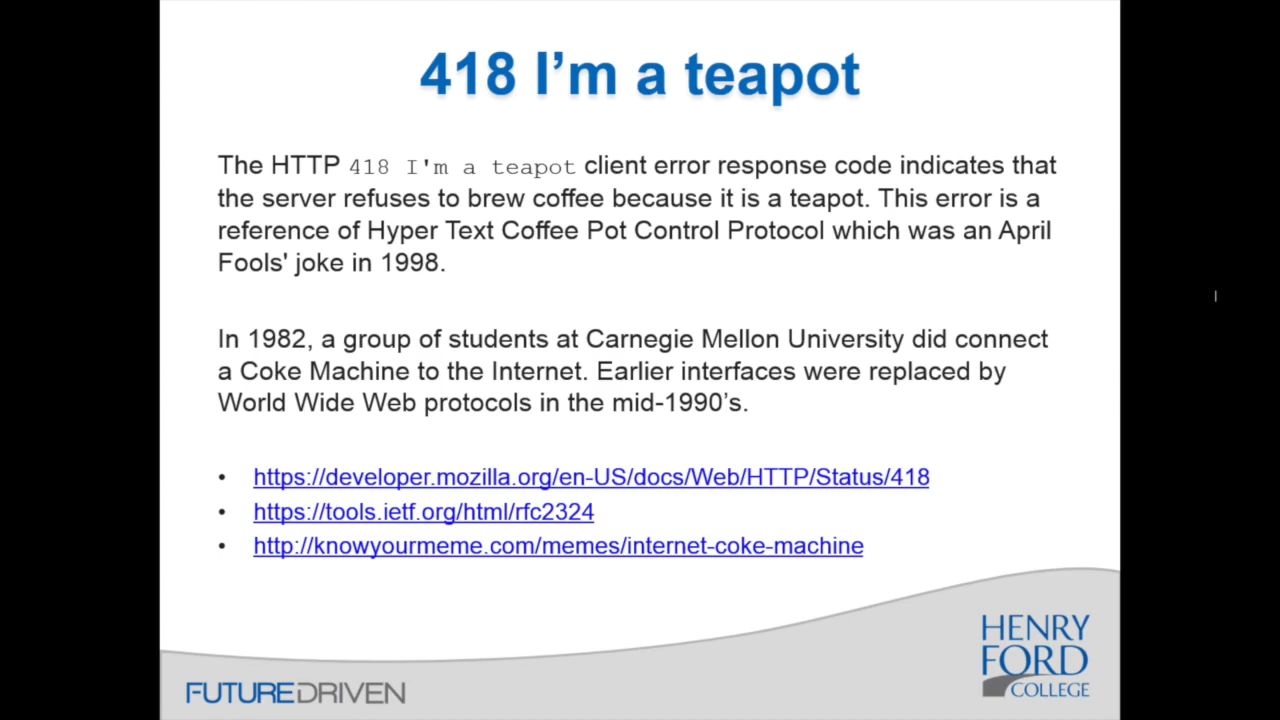 418 I’m a teapot
The HTTP 418 I'm a teapot client error response code indicates that
the server refuses to brew coffee because it is a teapot. This error is a
reference of Hyper Text Coffee Pot Control Protocol which was an April
Fools' joke in 1998.
In 1982, a group of students at Carnegie Mellon University did connect
a Coke Machine to the Internet. Earlier interfaces were replaced by
World Wide Web protocols in the mid-1990’s.
• https://developer.mozilla.org/en-US/docs/Web/HTTP/Status/418
• https://tools.ietf.org/html/rfc2324
• http://knowyourmeme.com/memes/internet-coke-machine
FUTUREDRIVEN
HENRY
FORD
COLLEGE